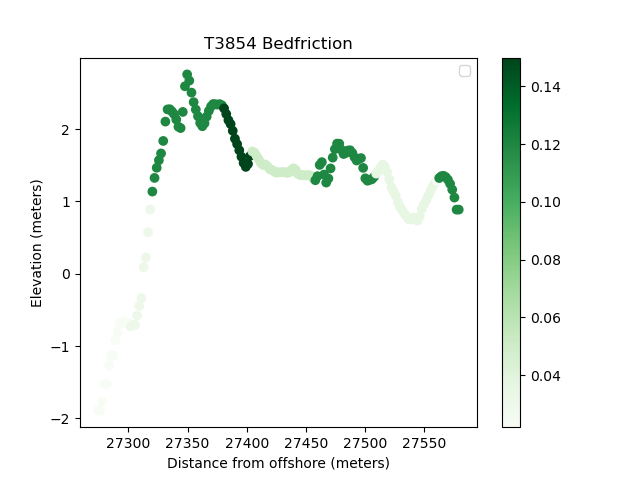 T3854 Bedfriction
Elevation (meters)
2
1
0
−1
−2
27300 27350 27400 27450 27500 27550
Distance from offshore (meters)
0.14
0.12
0.10
0.08
0.06
0.04